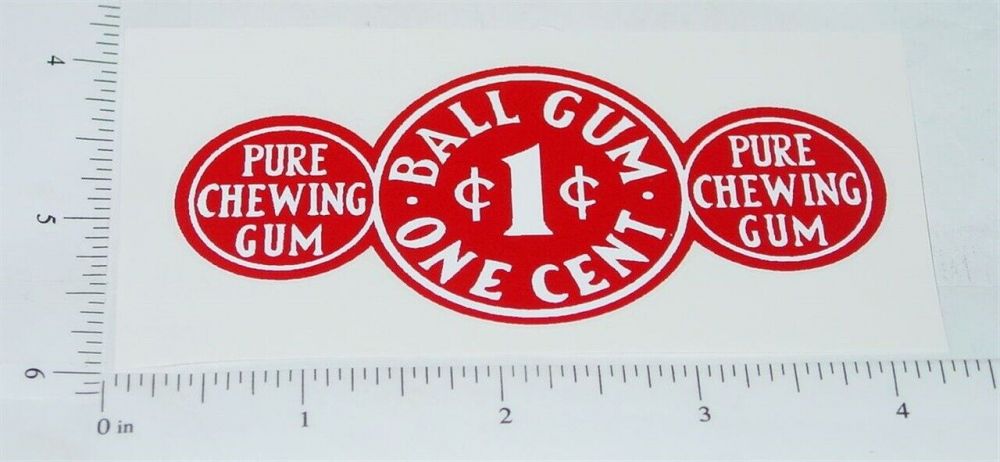 PURE
CHEWING
GUM
BALL GUM
¢ 1 ¢
· ONE CENT ·
PURE
CHEWING
GUM
4
5
6
0 in
1
2
3
4